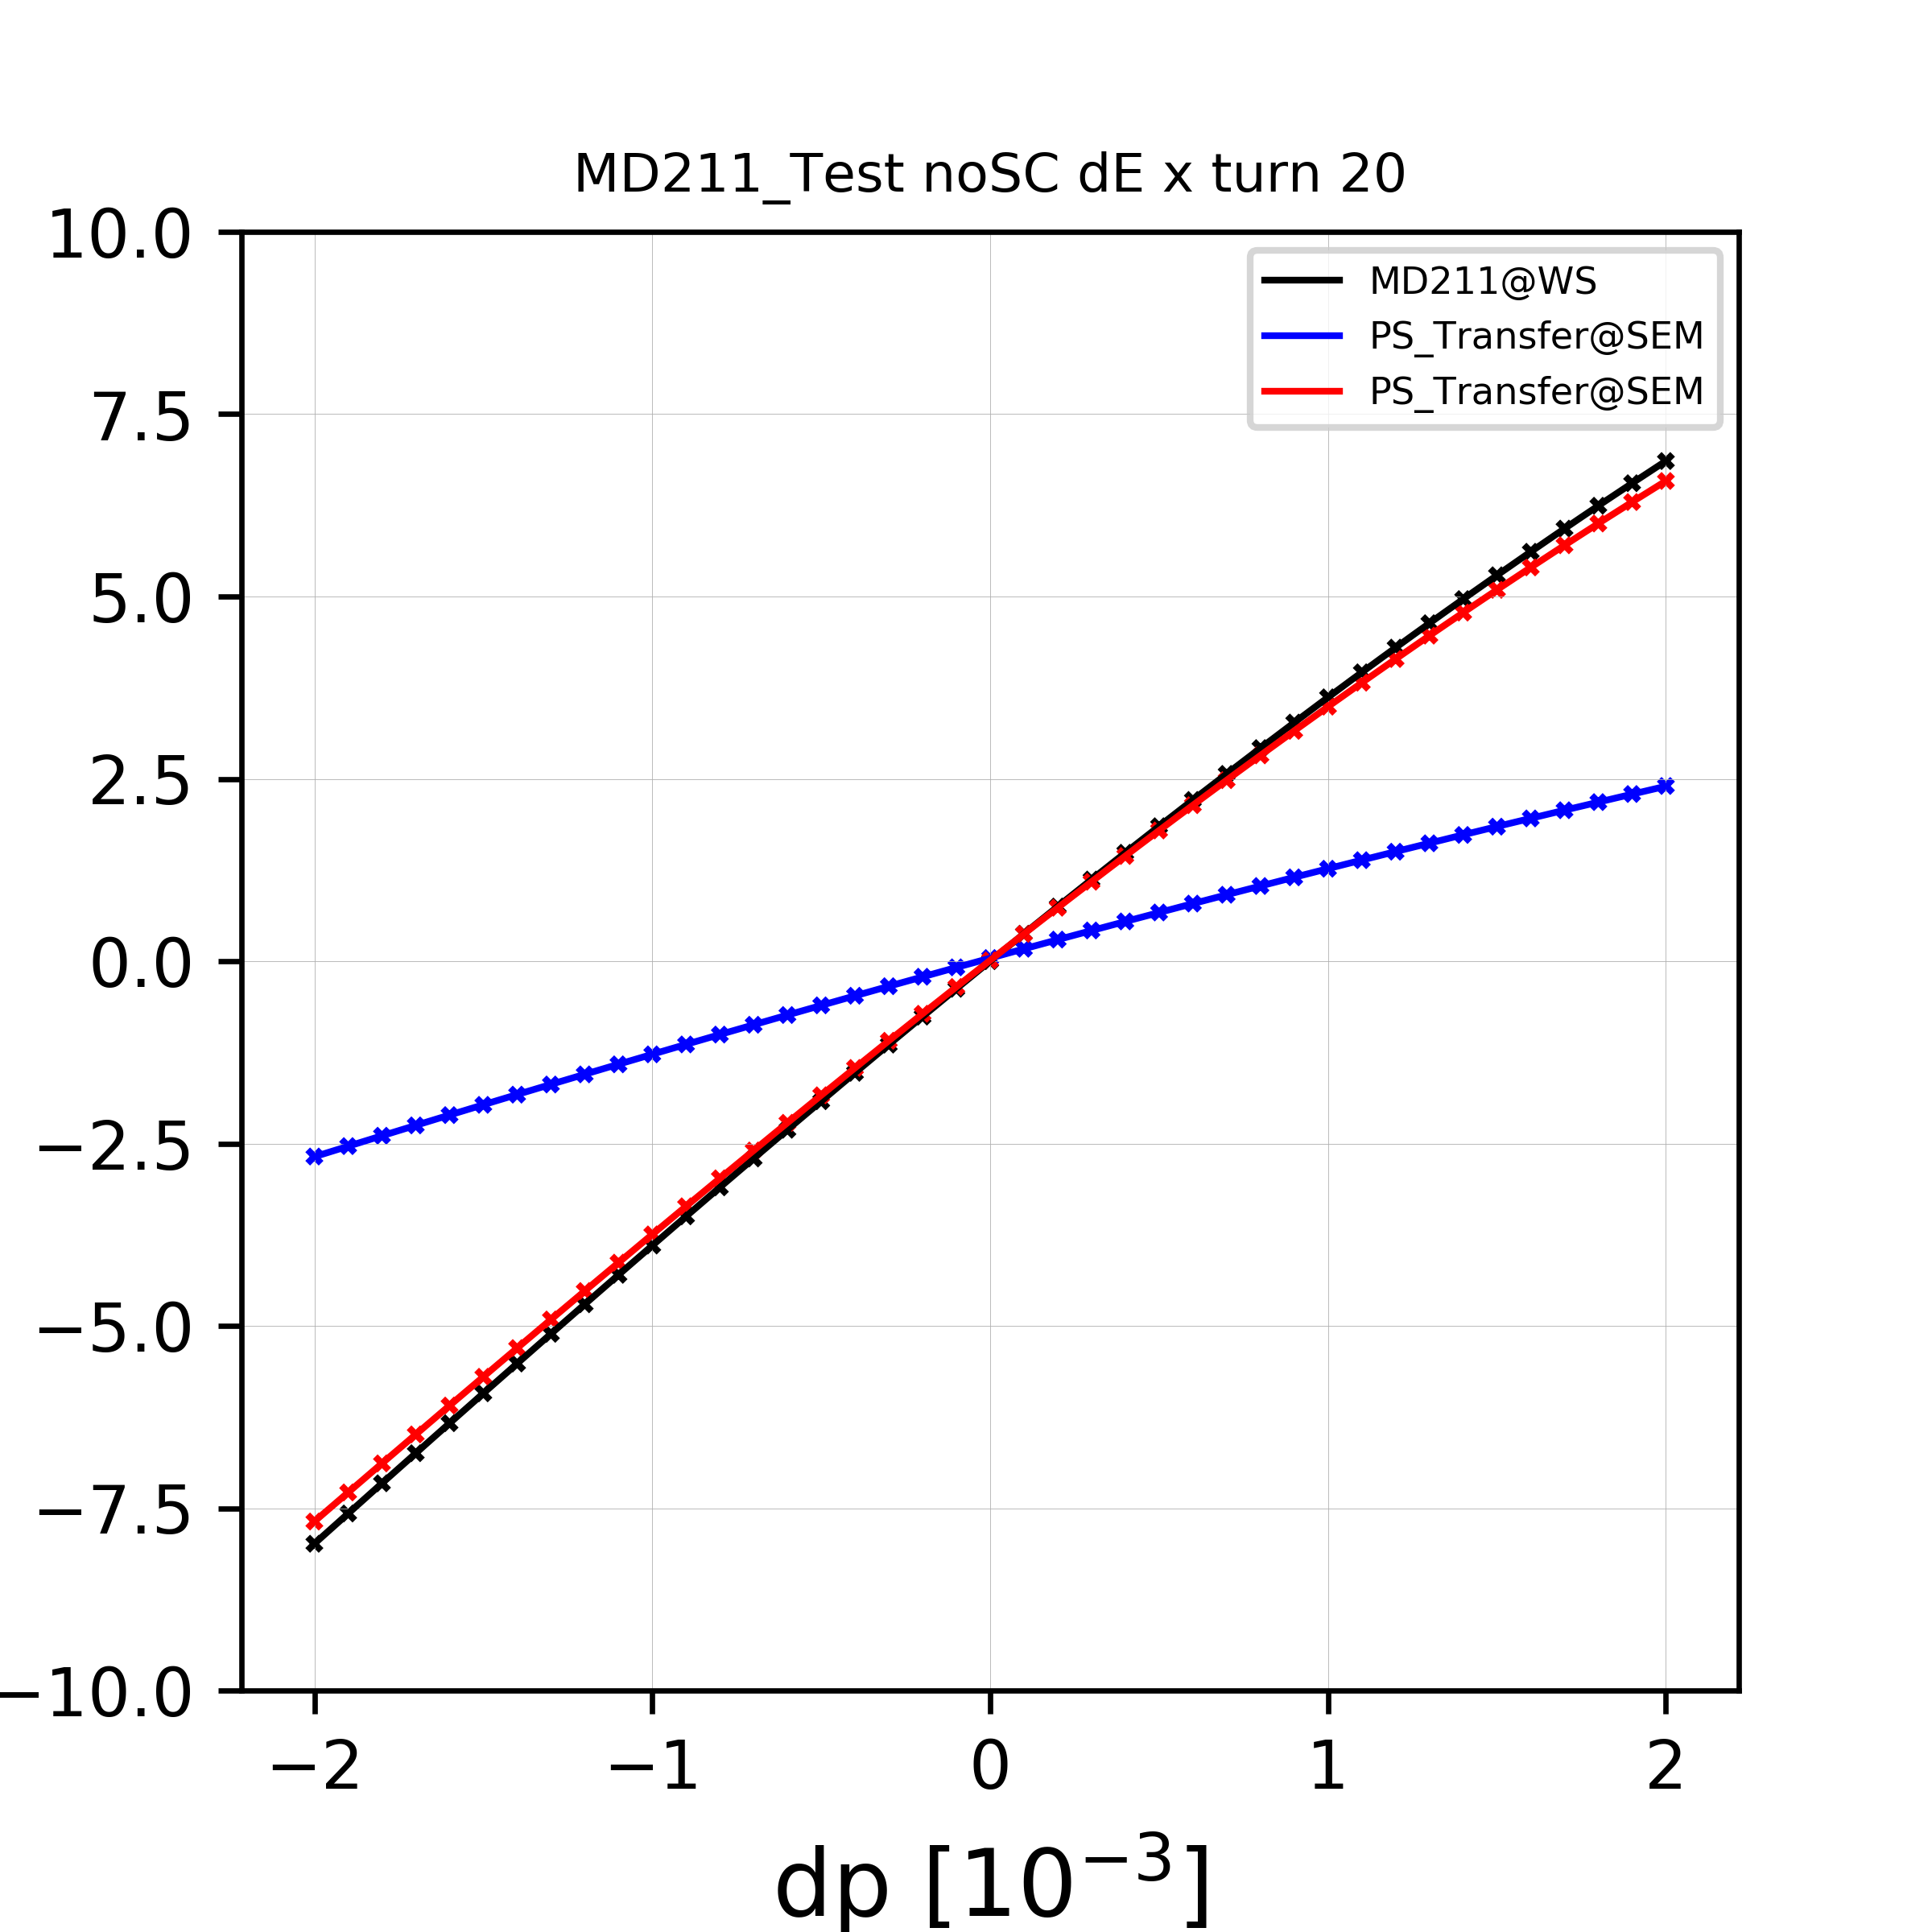 MD211_Test noSC dE x turn 20
MD211@WS
PS_Transfer@SEM
PS_Transfer@SEM
10.0
7.5
5.0
2.5
0.0
−2.5
−5.0
−7.5
−10.0
−2 −1 0 1 2
dp [10⁻³]